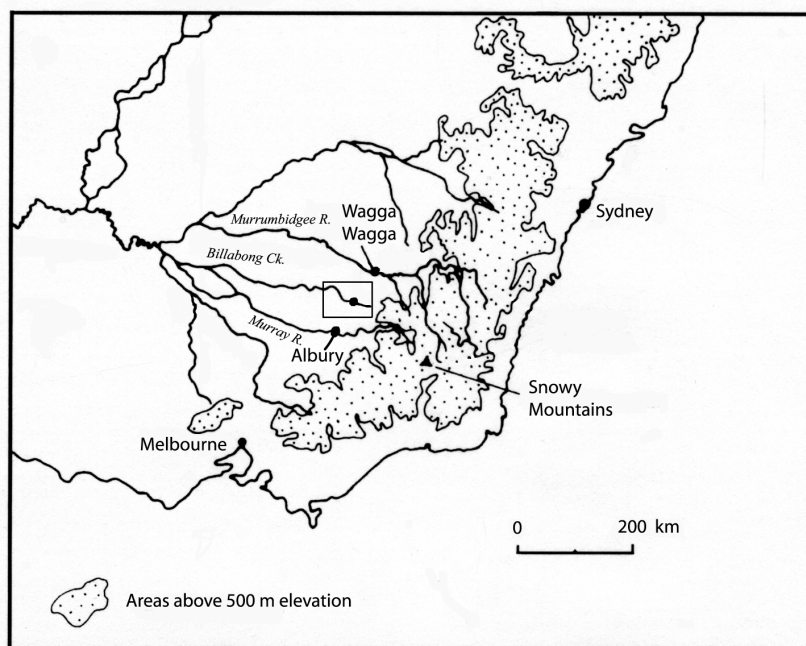 Murrumbidgee R.
Wagga
Wagga
Sydney
Billabong Ck.
Murray R.
Albury
Snowy
Mountains
Melbourne
0 200 km
Areas above 500 m elevation